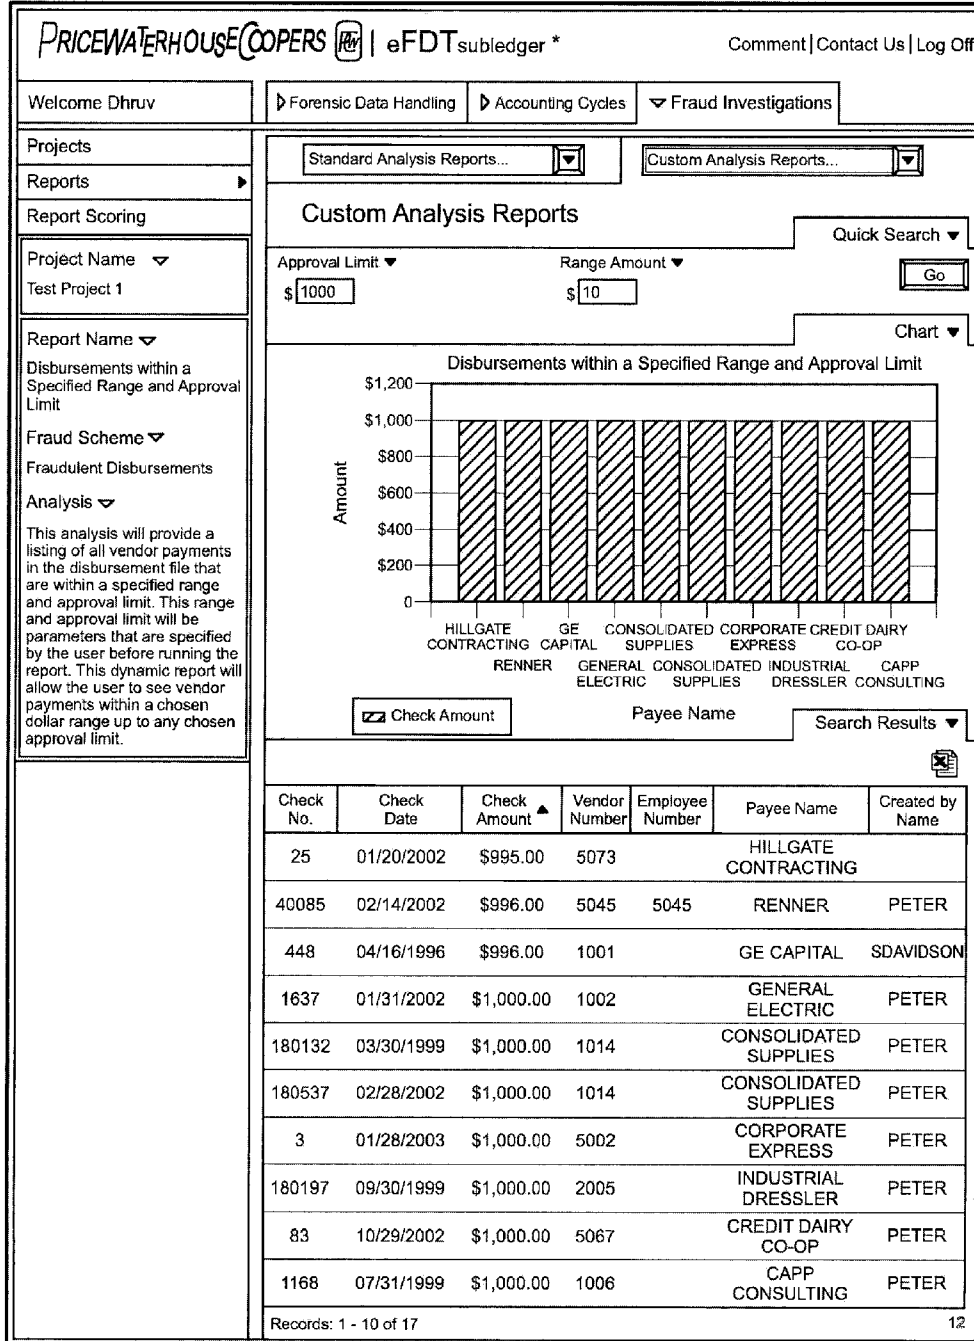 PRICEWATERHOUSECOOPERS PwC | eFDTsubledger *
Comment | Contact Us | Log Off
Welcome Dhruv
Forensic Data Handling
Accounting Cycles
Fraud Investigations
Projects
Reports
Report Scoring
Project Name
Test Project 1
Report Name
Disbursements within a
Specified Range and Approval
Limit
Fraud Scheme
Fraudulent Disbursements
Analysis
This analysis will provide a
listing of all vendor payments
in the disbursement file that
are within a specified range
and approval limit. This range
and approval limit will be
parameters that are specified
by the user before running the
report. This dynamic report will
allow the user to see vendor
payments within a chosen
dollar range up to any chosen
approval limit.
Standard Analysis Reports...
Custom Analysis Reports...
Custom Analysis Reports
Quick Search
Approval Limit
Range Amount
$ 1000
$ 10
Go
Chart
Disbursements within a Specified Range and Approval Limit
$1,200
$1,000
$800
$600
$400
$200
0
Amount
HILLGATE
CONTRACTING
RENNER
GE
CAPITAL
GENERAL
ELECTRIC
CONSOLIDATED
SUPPLIES
CONSOLIDATED
SUPPLIES
CORPORATE
EXPRESS
INDUSTRIAL
DRESSLER
CREDIT DAIRY
CO-OP
CAPP
CONSULTING
Check Amount
Payee Name
Search Results
Check No. Check Date Check Amount Vendor Number Employee Number Payee Name Created by Name
25 01/20/2002 $995.00 5073 HILLGATE CONTRACTING
40085 02/14/2002 $996.00 5045 5045 RENNER PETER
448 04/16/1996 $996.00 1001 GE CAPITAL SDAVIDSON
1637 01/31/2002 $1,000.00 1002 GENERAL ELECTRIC PETER
180132 03/30/1999 $1,000.00 1014 CONSOLIDATED SUPPLIES PETER
180537 02/28/2002 $1,000.00 1014 CONSOLIDATED SUPPLIES PETER
3 01/28/2003 $1,000.00 5002 CORPORATE EXPRESS PETER
180197 09/30/1999 $1,000.00 2005 INDUSTRIAL DRESSLER PETER
83 10/29/2002 $1,000.00 5067 CREDIT DAIRY CO-OP PETER
1168 07/31/1999 $1,000.00 1006 CAPP CONSULTING PETER
Records: 1 - 10 of 17
12